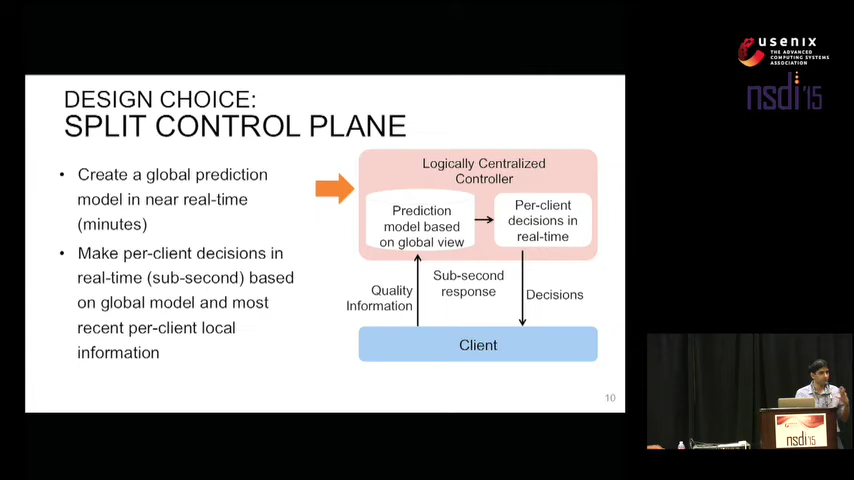 usenix
THE ADVANCED
COMPUTING SYSTEMS
ASSOCIATION
nsdi '15
DESIGN CHOICE:
SPLIT CONTROL PLANE
• Create a global prediction
model in near real-time
(minutes)
• Make per-client decisions in
real-time (sub-second) based
on global model and most
recent per-client local
information
Logically Centralized
Controller
Prediction
model based
on global view
Per-client
decisions in
real-time
Quality
Information
Sub-second
response
Decisions
Client
10
nsdi'15